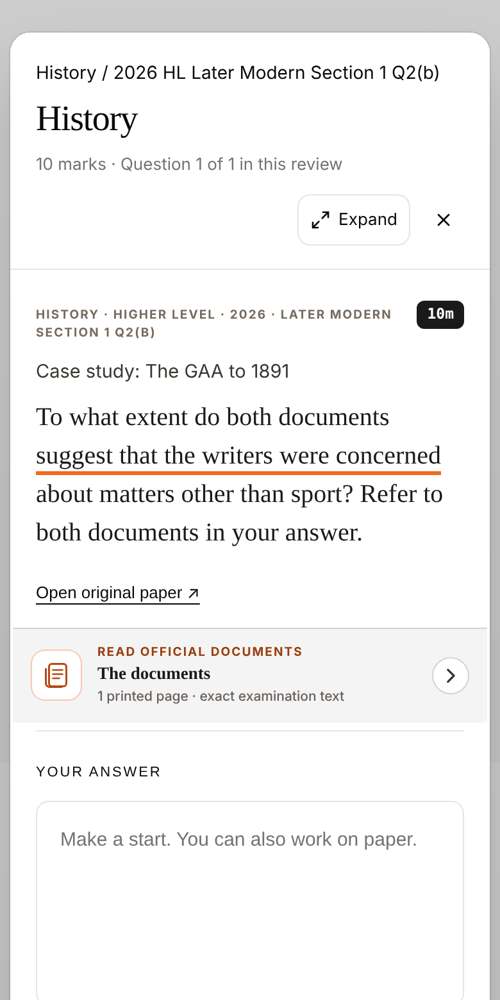 History / 2026 HL Later Modern Section 1 Q2(b)
History
10 marks · Question 1 of 1 in this review
Expand
HISTORY · HIGHER LEVEL · 2026 · LATER MODERN
SECTION 1 Q2(B)
10m
Case study: The GAA to 1891
To what extent do both documents
suggest that the writers were concerned
about matters other than sport? Refer to
both documents in your answer.
Open original paper ↗
READ OFFICIAL DOCUMENTS
The documents
1 printed page · exact examination text
YOUR ANSWER
Make a start. You can also work on paper.